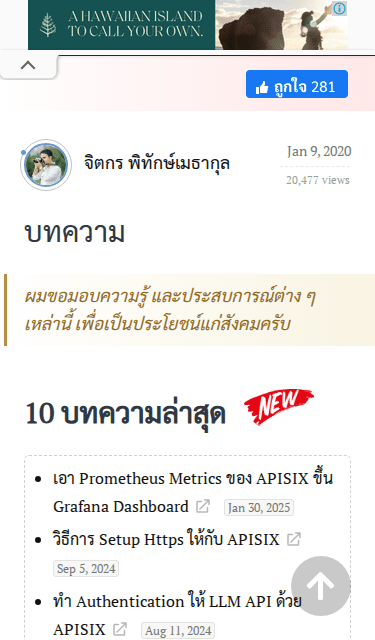 A HAWAIIAN ISLAND
TO CALL YOUR OWN.
ถูกใจ 281
จิตกร พิทักษ์เมธากุล
Jan 9, 2020
20,477 views
บทความ
ผมขอมอบความรู้ และประสบการณ์ต่าง ๆ
เหล่านี้ เพื่อเป็นประโยชน์แก่สังคมครับ
10 บทความล่าสุด NEW
เอา Prometheus Metrics ของ APISIX ขึ้น
Grafana Dashboard Jan 30, 2025
วิธีการ Setup Https ให้กับ APISIX
Sep 5, 2024
ทำ Authentication ให้ LLM API ด้วย
APISIX Aug 11, 2024